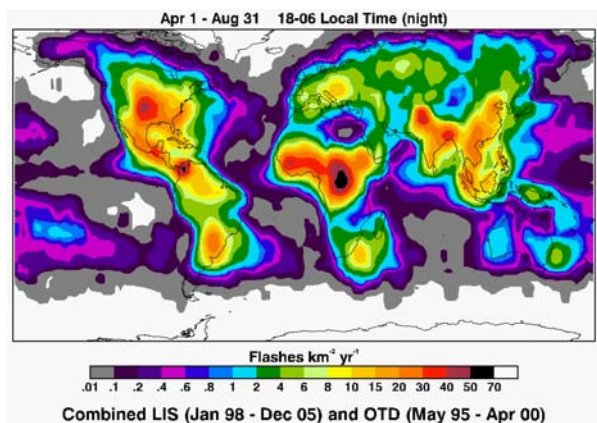 Apr 1 - Aug 31 18-06 Local Time (night)
Flashes km⁻² yr⁻¹
.01 .1 .2 .4 .6 .8 1 2 4 6 8 10 15 20 30 40 50 70
Combined LIS (Jan 98 - Dec 05) and OTD (May 95 - Apr 00)